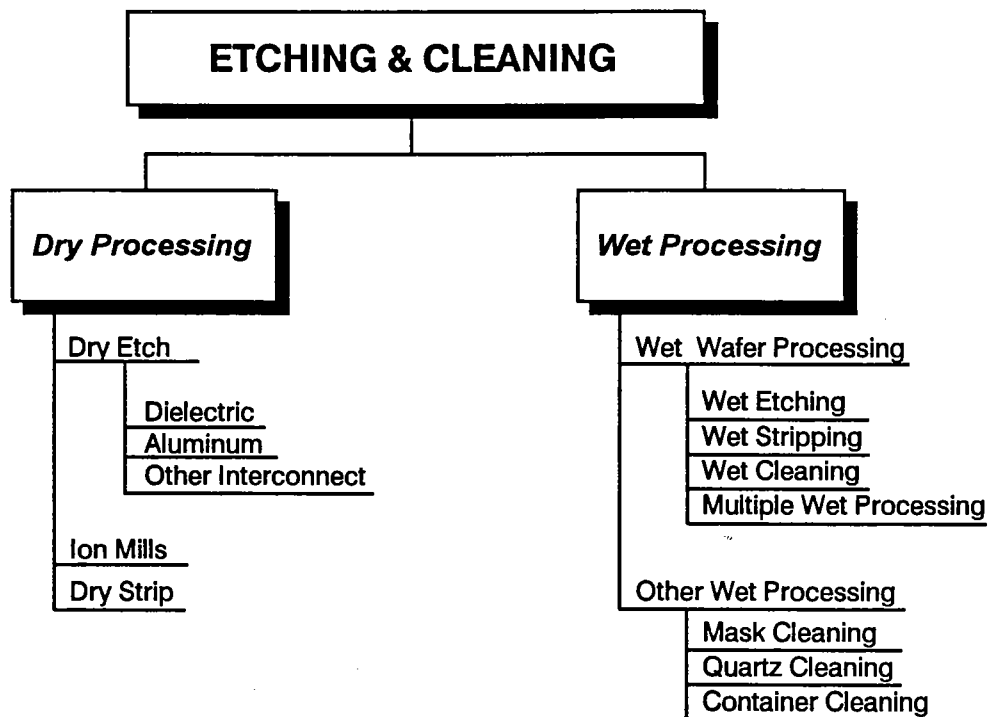 ETCHING & CLEANING
Dry Processing
Dry Etch
Dielectric
Aluminum
Other Interconnect
Ion Mills
Dry Strip
Wet Processing
Wet Wafer Processing
Wet Etching
Wet Stripping
Wet Cleaning
Multiple Wet Processing
Other Wet Processing
Mask Cleaning
Quartz Cleaning
Container Cleaning